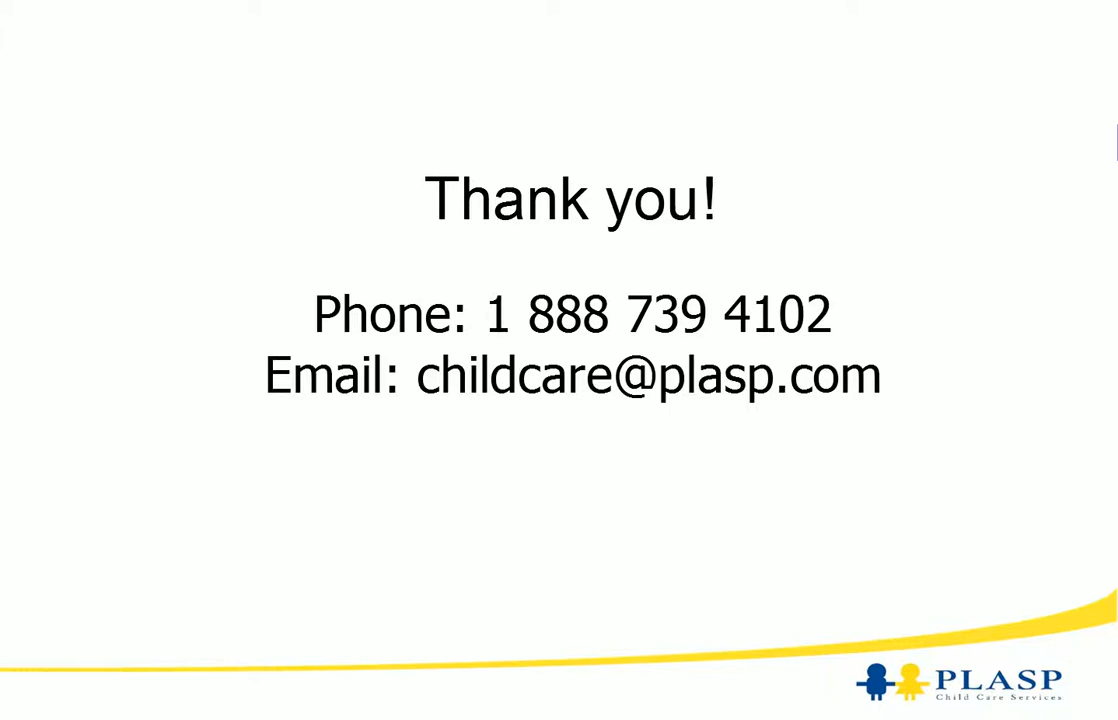 Thank you!
Phone: 1 888 739 4102
Email: childcare@plasp.com
PLASP
Child Care Services